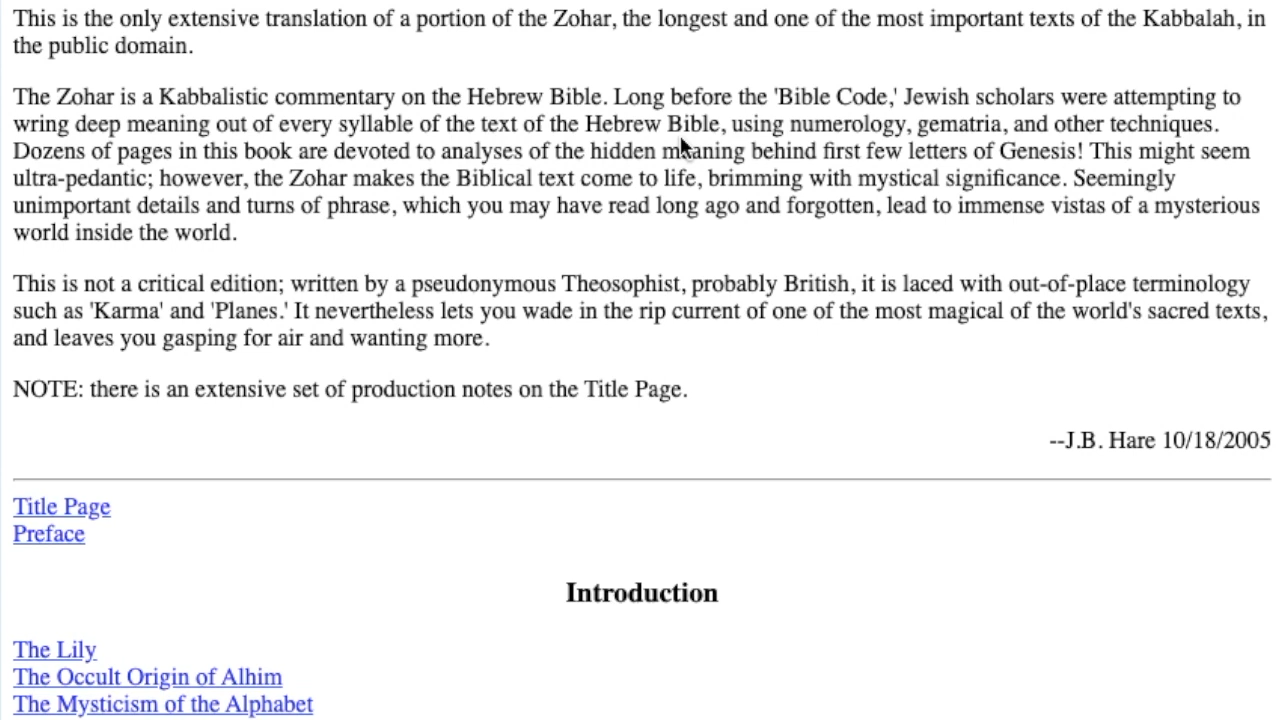 This is the only extensive translation of a portion of the Zohar, the longest and one of the most important texts of the Kabbalah, in
the public domain.
The Zohar is a Kabbalistic commentary on the Hebrew Bible. Long before the 'Bible Code,' Jewish scholars were attempting to
wring deep meaning out of every syllable of the text of the Hebrew Bible, using numerology, gematria, and other techniques.
Dozens of pages in this book are devoted to analyses of the hidden meaning behind first few letters of Genesis! This might seem
ultra-pedantic; however, the Zohar makes the Biblical text come to life, brimming with mystical significance. Seemingly
unimportant details and turns of phrase, which you may have read long ago and forgotten, lead to immense vistas of a mysterious
world inside the world.
This is not a critical edition; written by a pseudonymous Theosophist, probably British, it is laced with out-of-place terminology
such as 'Karma' and 'Planes.' It nevertheless lets you wade in the rip current of one of the most magical of the world's sacred texts,
and leaves you gasping for air and wanting more.
NOTE: there is an extensive set of production notes on the Title Page.
--J.B. Hare 10/18/2005
Title Page
Preface
Introduction
The Lily
The Occult Origin of Alhim
The Mysticism of the Alphabet